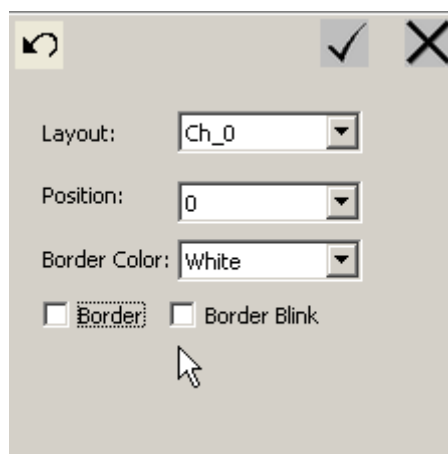 Layout: Ch_0
Position: 0
Border Color: White
Border Border Blink